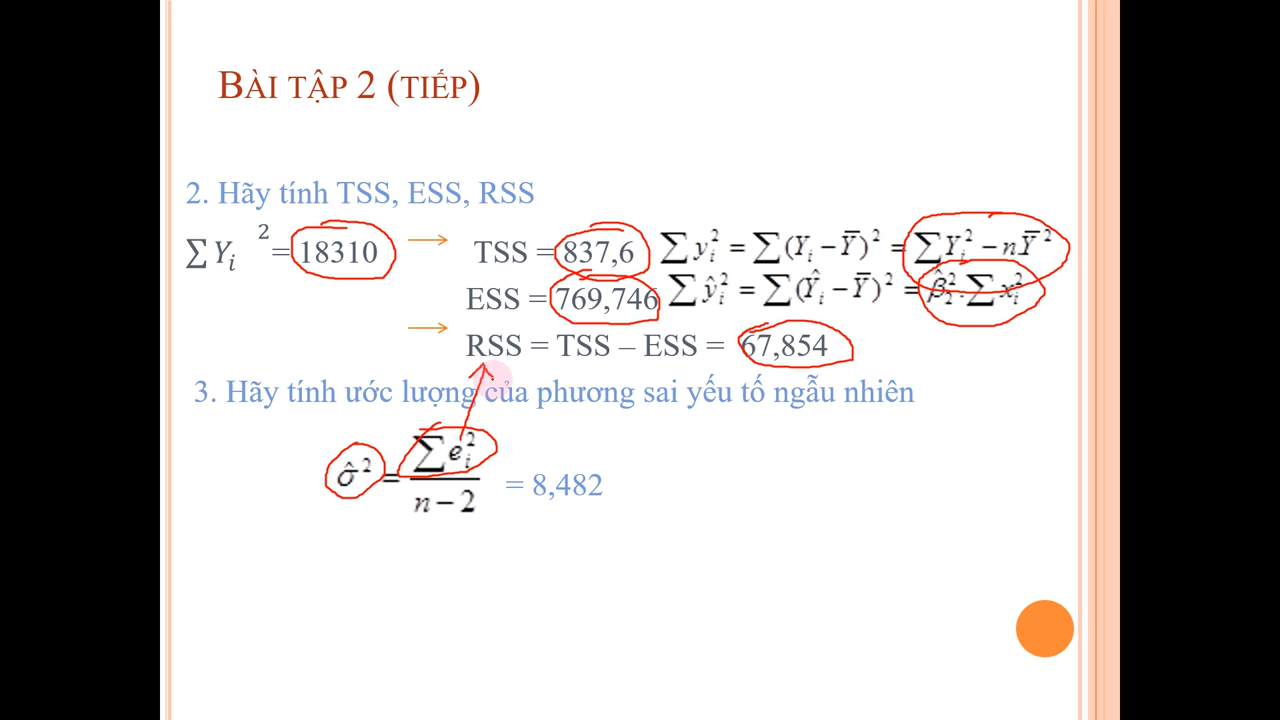 BÀI TẬP 2 (TIẾP)
2. Hãy tính TSS, ESS, RSS
∑Yᵢ² = 18310 → TSS = 837,6 ∑yᵢ² = ∑(Yᵢ − Ȳ)² = ∑Yᵢ² − nȲ²
ESS = 769,746 ∑ŷᵢ² = ∑(Ŷᵢ − Ȳ)² = β̂₂².∑xᵢ²
→ RSS = TSS – ESS = 67,854
3. Hãy tính ước lượng của phương sai yếu tố ngẫu nhiên
σ̂² = ∑eᵢ² / n − 2 = 8,482